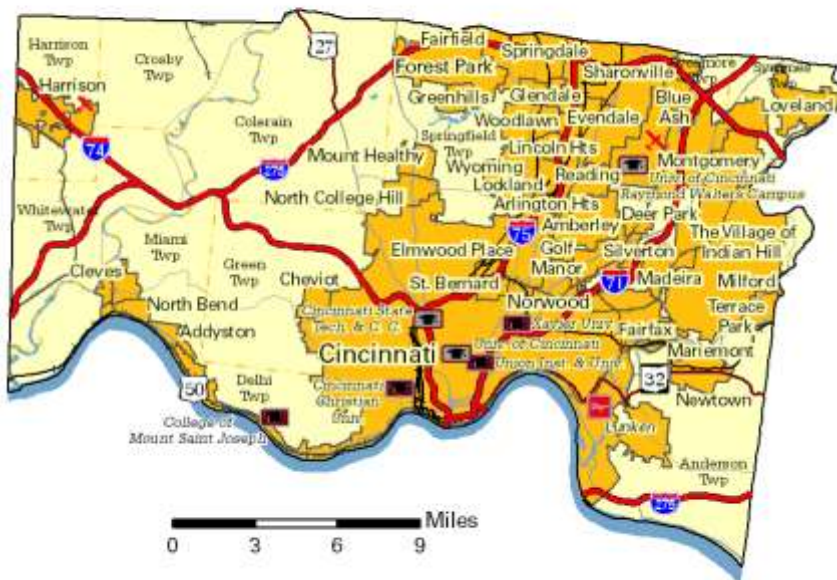 Harrison
Twp
Harrison
Crosby
Twp
27
Colerain
Twp
74
275
Whitewater
Twp
Miami
Twp
Cleves
North Bend
Addyston
Green
Twp
Cheviot
Mount Healthy
North College Hill
Fairfield
Forest Park
Greenhills
Springfield
Twp
Springdale
Glendale
Woodlawn
Lincoln Hts
Wyoming
Lockland
Arlington Hts
Sharonville
Evendale
Reading
Blue
Ash
Loveland
Montgomery
Univ. of Cincinnati
Raymond Walters Campus
Deer Park
75
Amberley
Golf
Manor
Elmwood Place
St. Bernard
Silverton
71
The Village of
Indian Hill
Madeira
Milford
Terrace
Park
Norwood
Xavier Univ
Fairfax
Mariemont
32
Newtown
Cincinnati State
Tech. & C. C.
Cincinnati
Univ. of Cincinnati
Union Inst. & Univ.
Cincinnati
Christian
Univ
50
Delhi
Twp
College of
Mount Saint Joseph
Lunken
Anderson
Twp
275
Miles
0 3 6 9